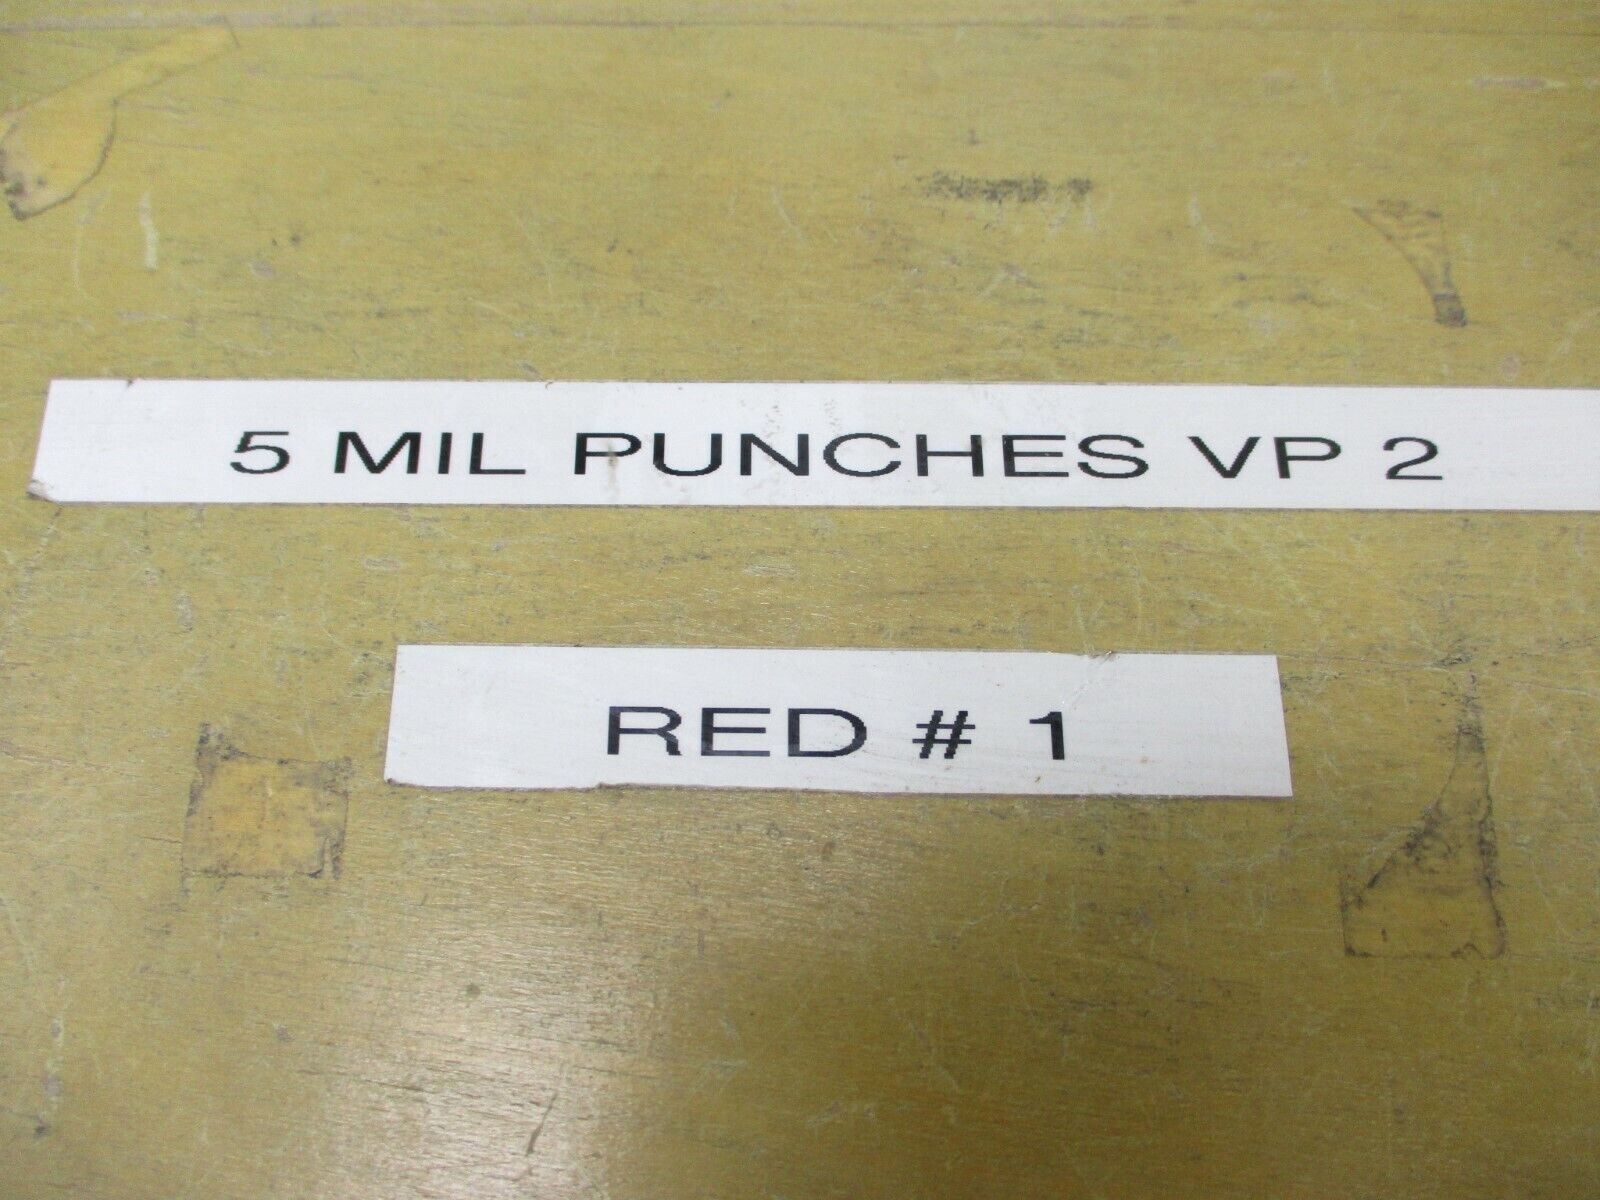 5 MIL PUNCHES VP 2
RED # 1